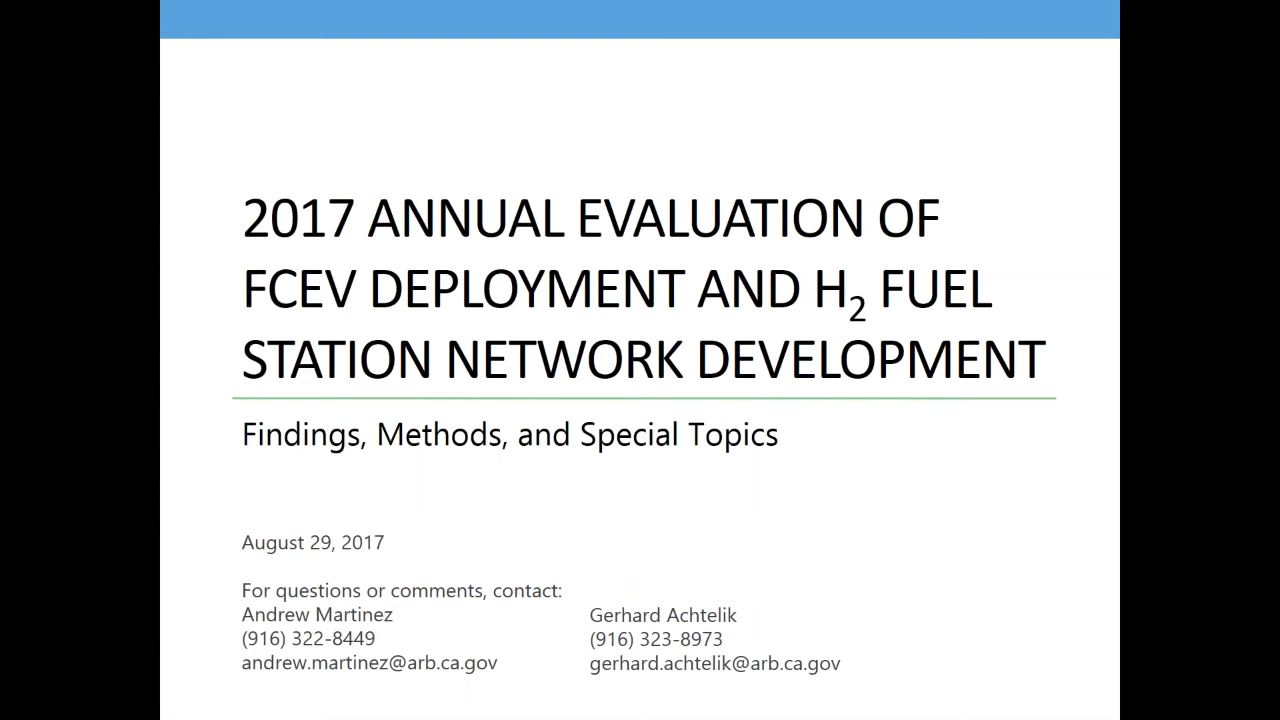 2017 ANNUAL EVALUATION OF
FCEV DEPLOYMENT AND H₂ FUEL
STATION NETWORK DEVELOPMENT
Findings, Methods, and Special Topics
August 29, 2017
For questions or comments, contact:
Andrew Martinez
(916) 322-8449
andrew.martinez@arb.ca.gov
Gerhard Achtelik
(916) 323-8973
gerhard.achtelik@arb.ca.gov